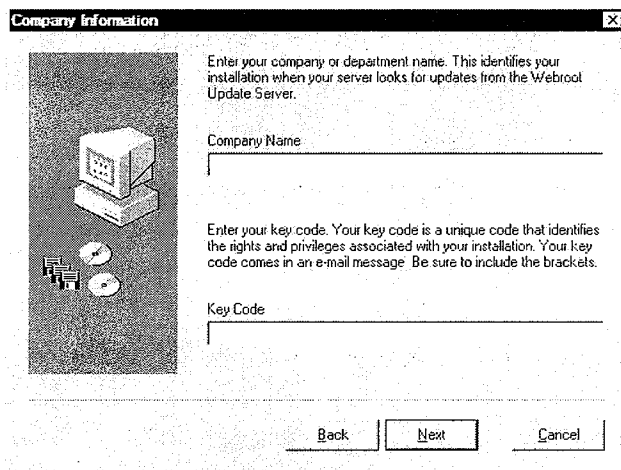 Company Information
Enter your company or department name. This identifies your
installation when your server looks for updates from the Webroot
Update Server.
Company Name
Enter your key code. Your key code is a unique code that identifies
the rights and privileges associated with your installation. Your key
code comes in an e-mail message. Be sure to include the brackets.
Key Code
Back Next Cancel